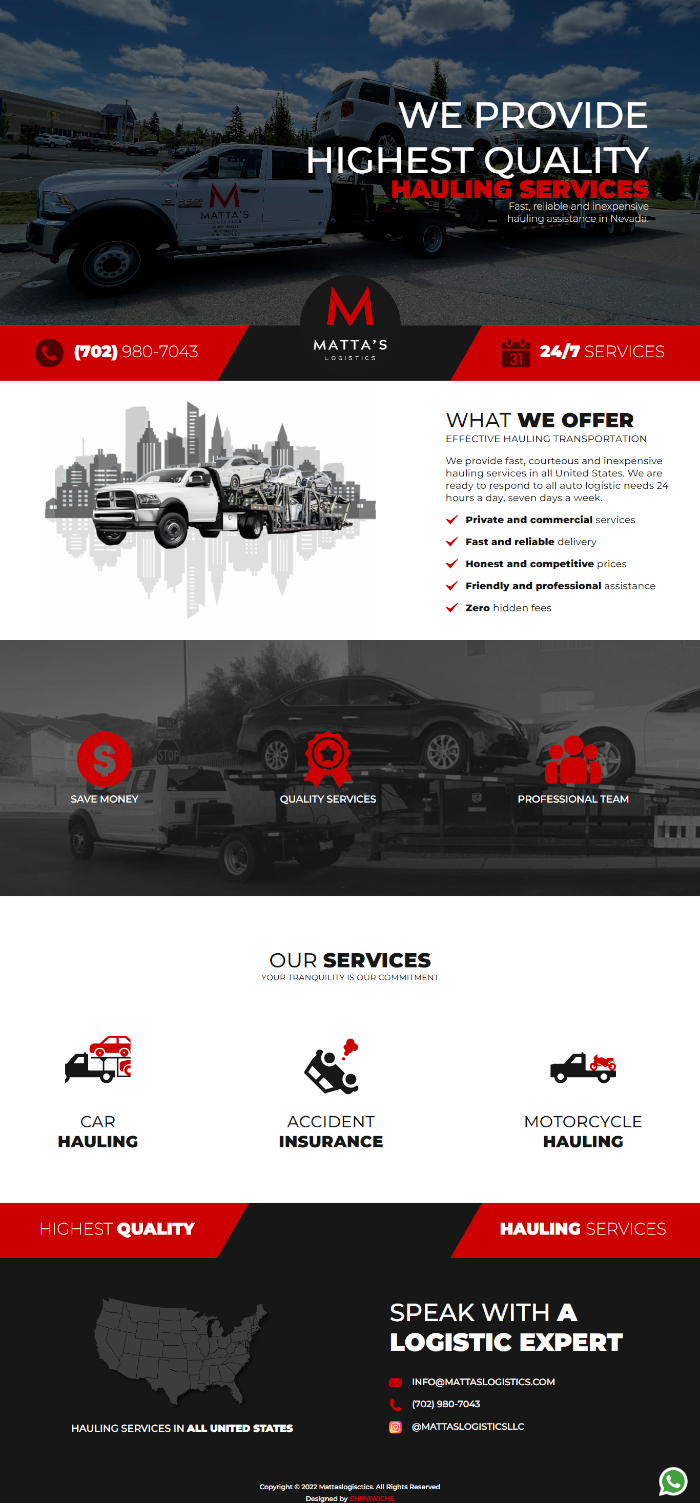 WE PROVIDE
HIGHEST QUALITY
HAULING SERVICES
Fast, reliable and inexpensive
hauling assistance in Nevada.
M
MATTA'S
LOGISTICS
(702) 980-7043
M
MATTA'S
LOGISTICS
24/7 SERVICES
31
WHAT WE OFFER
EFFECTIVE HAULING TRANSPORTATION
We provide fast, courteous and inexpensive
hauling services in all United States. We are
ready to respond to all auto logistic needs 24
hours a day, seven days a week.
Private and commercial services
Fast and reliable delivery
Honest and competitive prices
Friendly and professional assistance
Zero hidden fees
STOP
$
SAVE MONEY
QUALITY SERVICES
PROFESSIONAL TEAM
OUR SERVICES
YOUR TRANQUILITY IS OUR COMMITMENT
CAR
HAULING
ACCIDENT
INSURANCE
MOTORCYCLE
HAULING
HIGHEST QUALITY
HAULING SERVICES
HAULING SERVICES IN ALL UNITED STATES
SPEAK WITH A
LOGISTIC EXPERT
INFO@MATTASLOGISTICS.COM
(702) 980-7043
@MATTASLOGISTICSLLC
Copyright © 2022 Mattaslogisctics. All Rights Reserved
Designed by CHIWIWICHE